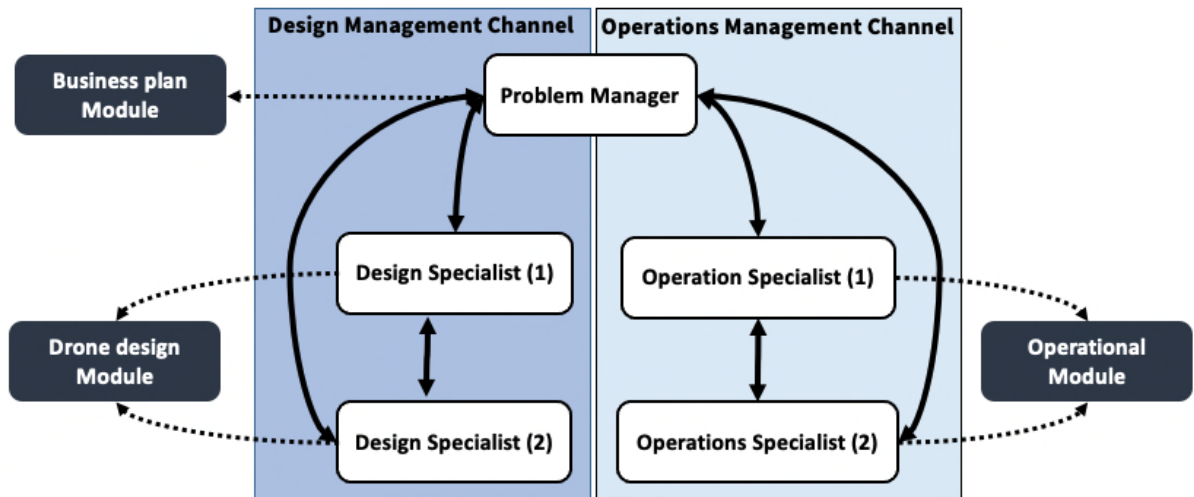 Design Management Channel
Operations Management Channel
Business plan
Module
Problem Manager
Design Specialist (1)
Operation Specialist (1)
Drone design
Module
Operational
Module
Design Specialist (2)
Operations Specialist (2)